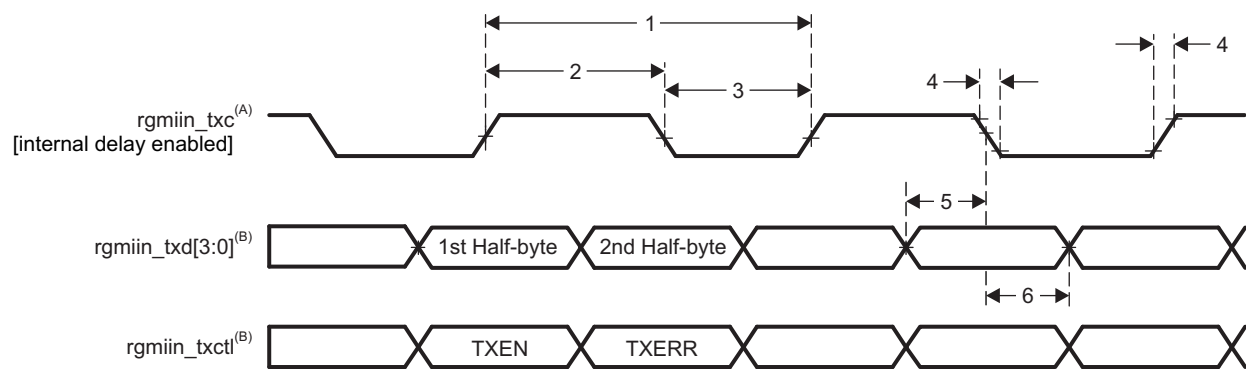 1
4
2
4
3
rgmiin_txc(A)
[internal delay enabled]
5
rgmiin_txd[3:0](B)
1st Half-byte
2nd Half-byte
6
rgmiin_txctl(B)
TXEN
TXERR